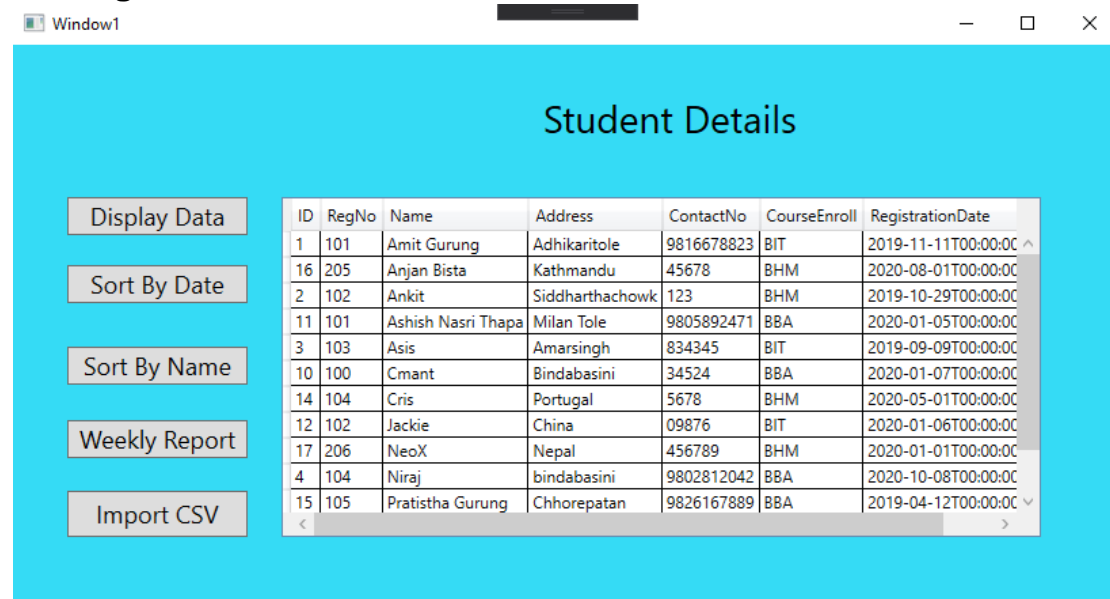 Window1
Student Details
Display Data
Sort By Date
Sort By Name
Weekly Report
Import CSV
ID RegNo Name Address ContactNo CourseEnroll RegistrationDate
1 101 Amit Gurung Adhikaritole 9816678823 BIT 2019-11-11T00:00:00
16 205 Anjan Bista Kathmandu 45678 BHM 2020-08-01T00:00:00
2 102 Ankit Siddharthachowk 123 BHM 2019-10-29T00:00:00
11 101 Ashish Nasri Thapa Milan Tole 9805892471 BBA 2020-01-05T00:00:00
3 103 Asis Amarsingh 834345 BIT 2019-09-09T00:00:00
10 100 Cmant Bindabasini 34524 BBA 2020-01-07T00:00:00
14 104 Cris Portugal 5678 BHM 2020-05-01T00:00:00
12 102 Jackie China 09876 BIT 2020-01-06T00:00:00
17 206 NeoX Nepal 456789 BHM 2020-01-01T00:00:00
4 104 Niraj bindabasini 9802812042 BBA 2020-10-08T00:00:00
15 105 Pratistha Gurung Chhorepatan 9826167889 BBA 2019-04-12T00:00:00